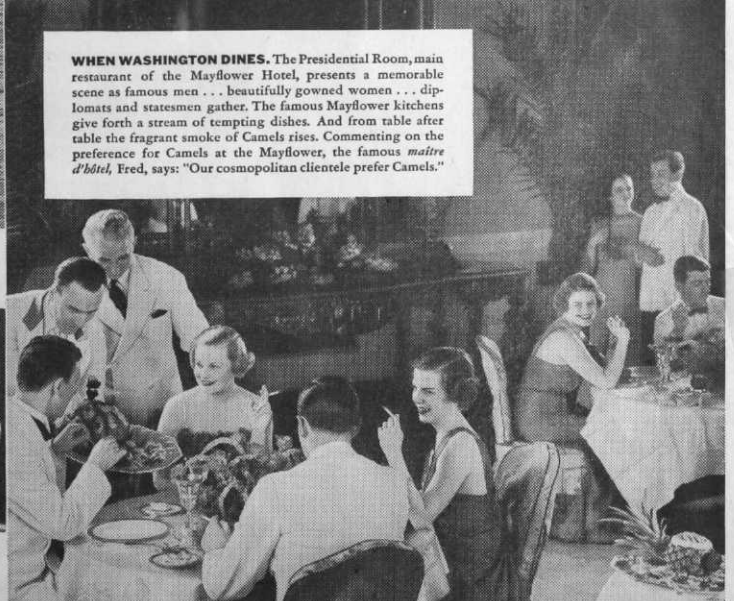 WHEN WASHINGTON DINES. The Presidential Room, main
restaurant of the Mayflower Hotel, presents a memorable
scene as famous men . . . beautifully gowned women . . . dip-
lomats and statesmen gather. The famous Mayflower kitchens
give forth a stream of tempting dishes. And from table after
table the fragrant smoke of Camels rises. Commenting on the
preference for Camels at the Mayflower, the famous maître
d'hôtel, Fred, says: "Our cosmopolitan clientele prefer Camels."